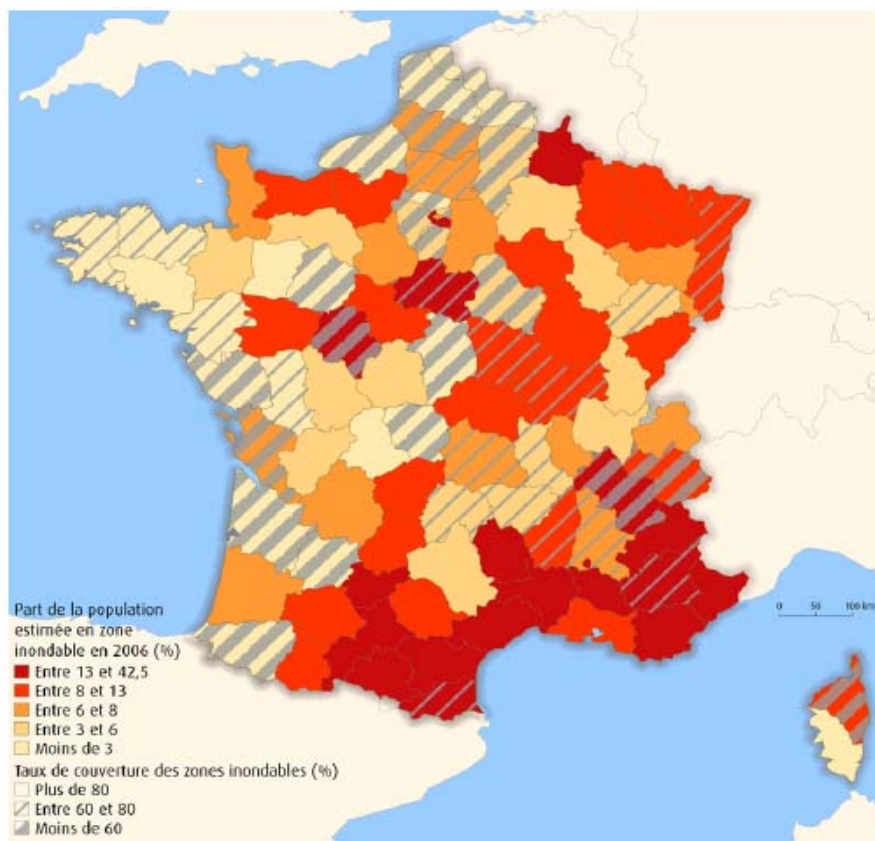 Part de la population
estimée en zone
inondable en 2006 (%)
Entre 13 et 42,5
Entre 8 et 13
Entre 6 et 8
Entre 3 et 6
Moins de 3
Taux de couverture des zones inondables (%)
Plus de 80
Entre 60 et 80
Moins de 60
0 50 100 km